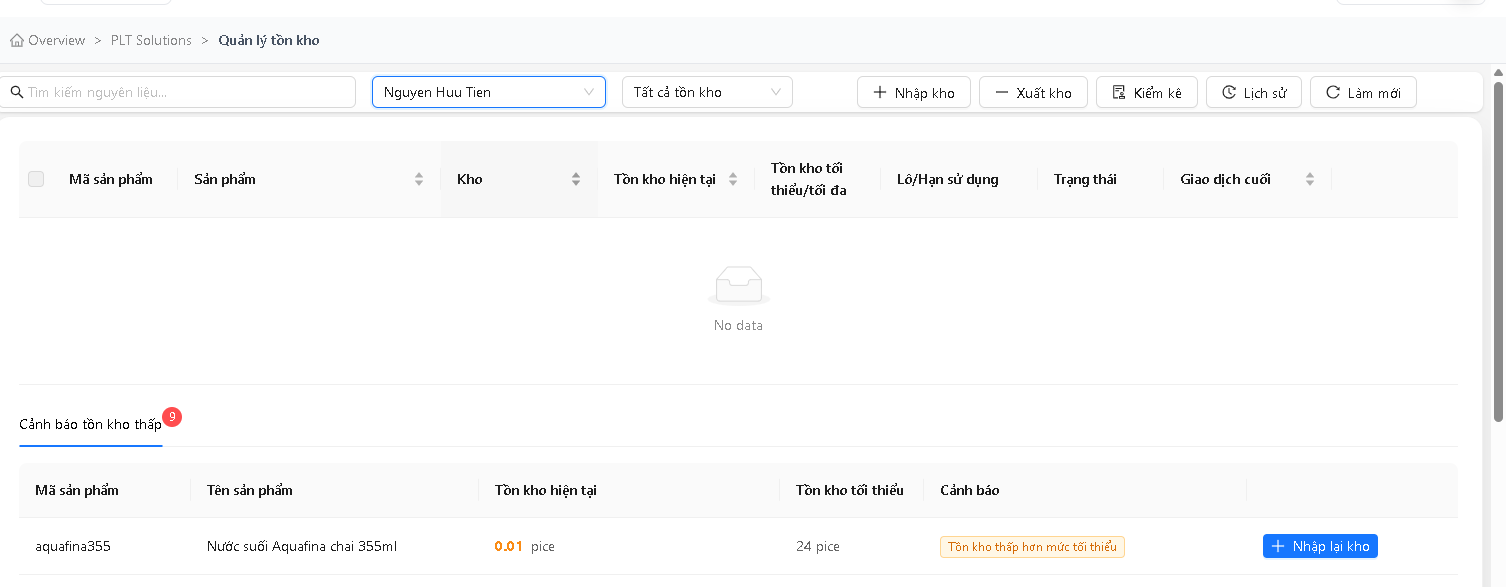 Overview > PLT Solutions > Quản lý tồn kho
Tìm kiếm nguyên liệu... Nguyen Huu Tien Tất cả tồn kho Nhập kho Xuất kho Kiểm kê Lịch sử Làm mới
Mã sản phẩm Sản phẩm Kho Tồn kho hiện tại Tồn kho tối Lô/Hạn sử dụng Trạng thái Giao dịch cuối
thiểu/tối đa
No data
Cảnh báo tồn kho thấp 9
Mã sản phẩm Tên sản phẩm Tồn kho hiện tại Tồn kho tối thiểu Cảnh báo
aquafina355 Nước suối Aquafina chai 355ml 0.01 pice 24 pice Tồn kho thấp hơn mức tối thiểu Nhập lại kho